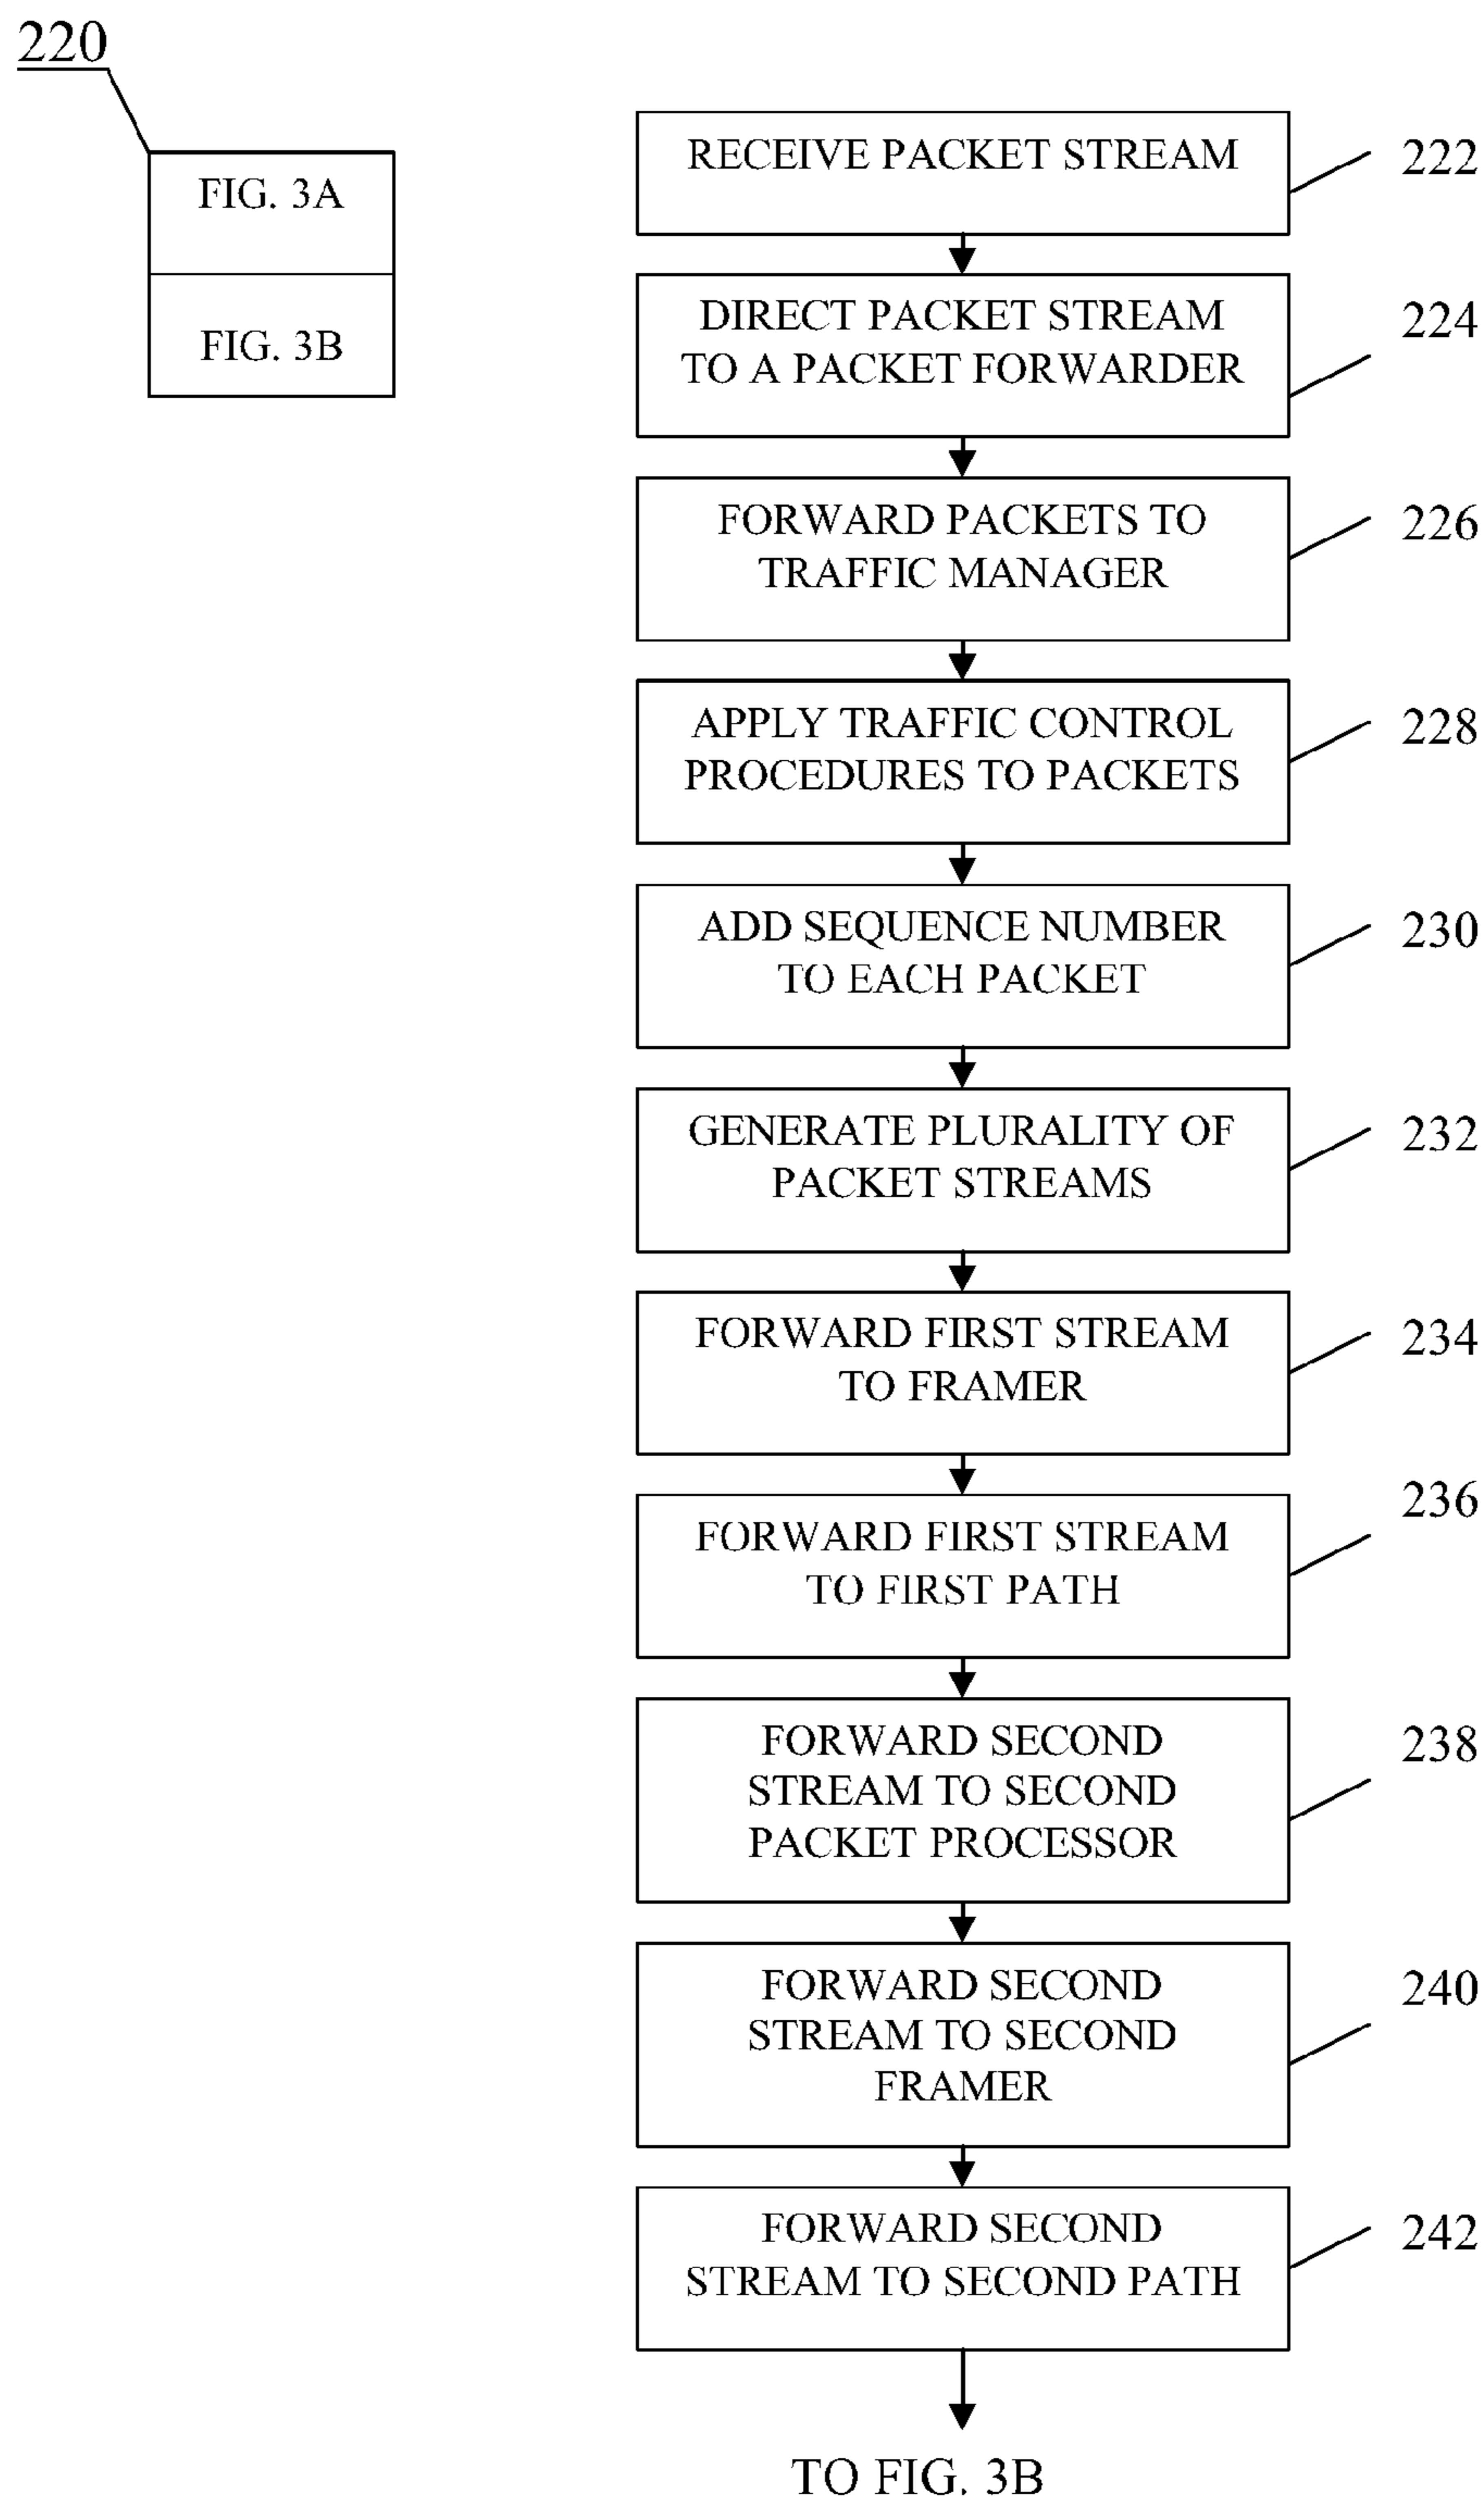 220
FIG. 3A
FIG. 3B
RECEIVE PACKET STREAM
222
DIRECT PACKET STREAM
TO A PACKET FORWARDER
224
FORWARD PACKETS TO
TRAFFIC MANAGER
226
APPLY TRAFFIC CONTROL
PROCEDURES TO PACKETS
228
ADD SEQUENCE NUMBER
TO EACH PACKET
230
GENERATE PLURALITY OF
PACKET STREAMS
232
FORWARD FIRST STREAM
TO FRAMER
234
FORWARD FIRST STREAM
TO FIRST PATH
236
FORWARD SECOND
STREAM TO SECOND
PACKET PROCESSOR
238
FORWARD SECOND
STREAM TO SECOND
FRAMER
240
FORWARD SECOND
STREAM TO SECOND PATH
242
TO FIG. 3B